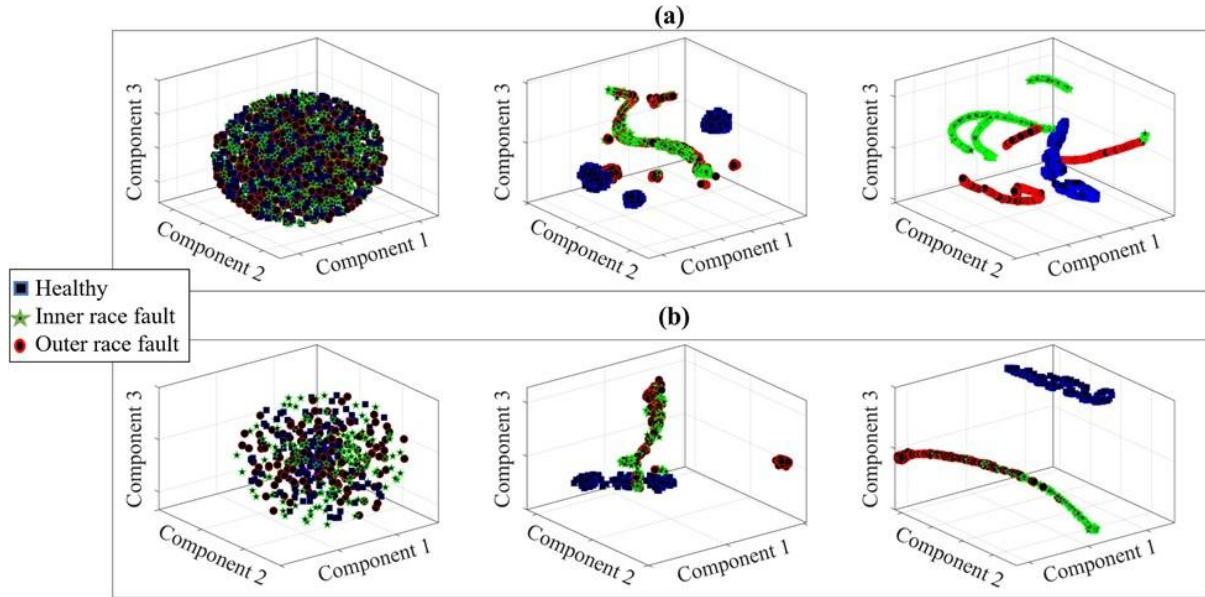 (a)
Component 3
Component 2
Component 1
Component 3
Component 2
Component 1
Component 3
Component 2
Component 1
Healthy
Inner race fault
Outer race fault
(b)
Component 3
Component 2
Component 1
Component 3
Component 2
Component 1
Component 3
Component 2
Component 1